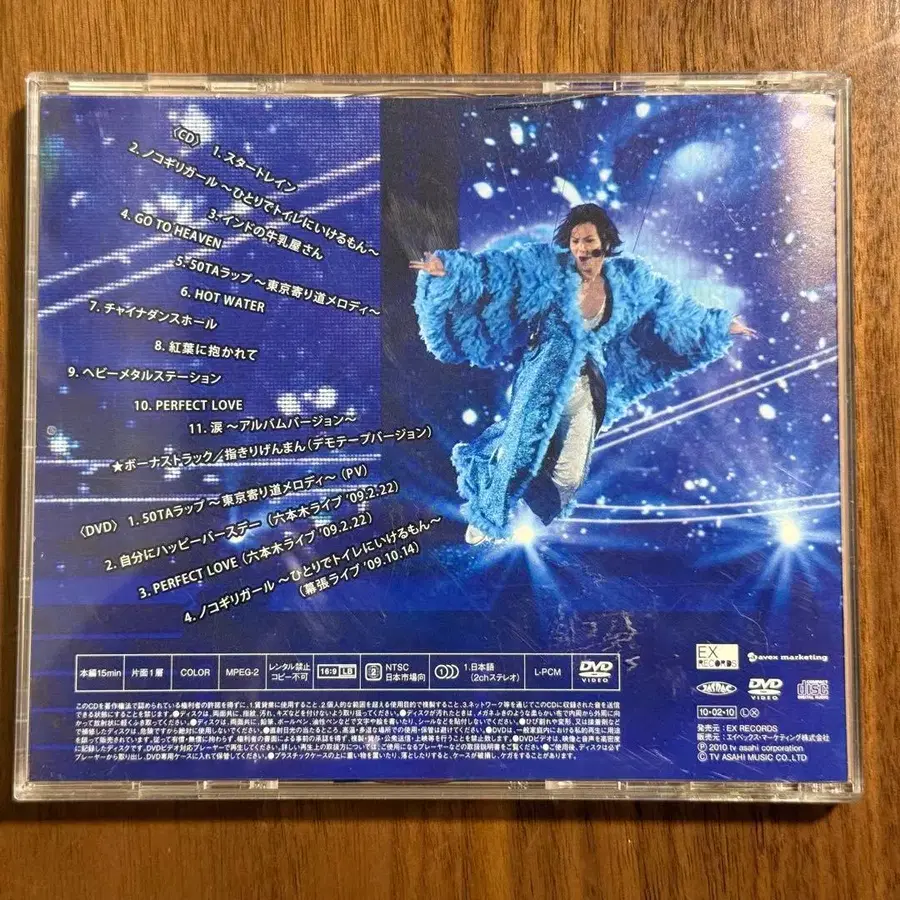 〈CD〉 1. スタートレイン
2. ノコギリガール 〜ひとりでトイレにいけるもん〜
3. インドの牛乳屋さん
4. GO TO HEAVEN
5. 50TAラップ 〜東京寄り道メロディ〜
6. HOT WATER
7. チャイナダンスホール
8. 紅葉に抱かれて
9. ヘビーメタルステーション
10. PERFECT LOVE
11. 涙 〜アルバムバージョン〜
★ボーナストラック／指きりげんまん（デモテープバージョン）
〈DVD〉 1. 50TAラップ 〜東京寄り道メロディ〜（PV）
2. 自分にハッピーバースデー（六本木ライブ '09.2.22）
3. PERFECT LOVE（六本木ライブ '09.2.22）
4. ノコギリガール 〜ひとりでトイレにいけるもん〜
（幕張ライブ '09.10.14）
本編15min 片面1層 COLOR MPEG-2 レンタル禁止 コピー不可 16:9 LB 2 NTSC 日本市場向 1.日本語 (2chステレオ) L-PCM DVD VIDEO
EX RECORDS avex marketing
JASRAC DVD VIDEO COMPACT disc DIGITAL AUDIO
10・02・10 L X
発売元：EX RECORDS
販売元：エイベックス・マーケティング株式会社
Ⓟ 2010 tv asahi corporation
Ⓒ TV ASAHI MUSIC CO.,LTD